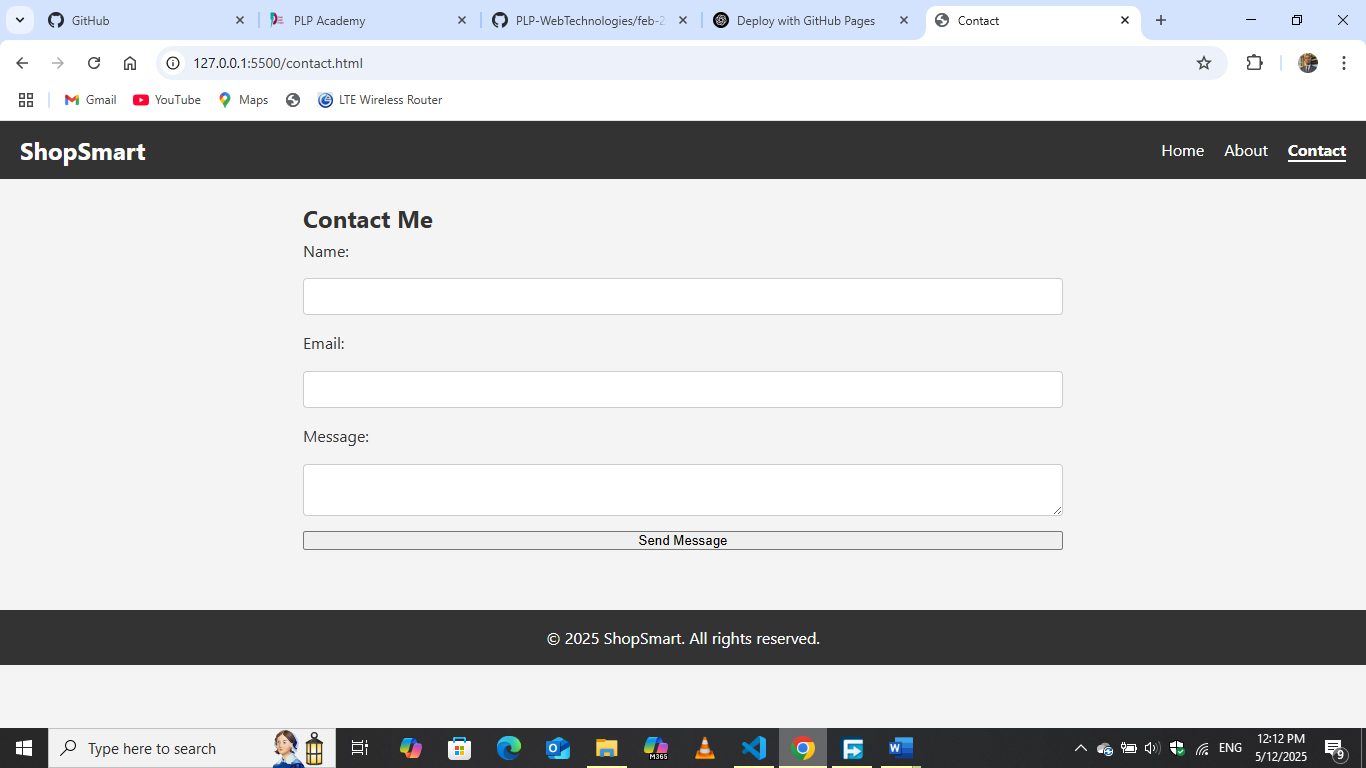 GitHub
PLP Academy
PLP-WebTechnologies/feb-2
Deploy with GitHub Pages
Contact
127.0.0.1:5500/contact.html
Gmail
YouTube
Maps
LTE Wireless Router
ShopSmart
Home
About
Contact
Contact Me
Name:
Email:
Message:
Send Message
© 2025 ShopSmart. All rights reserved.
Type here to search
M365
ENG
12:12 PM
5/12/2025
9